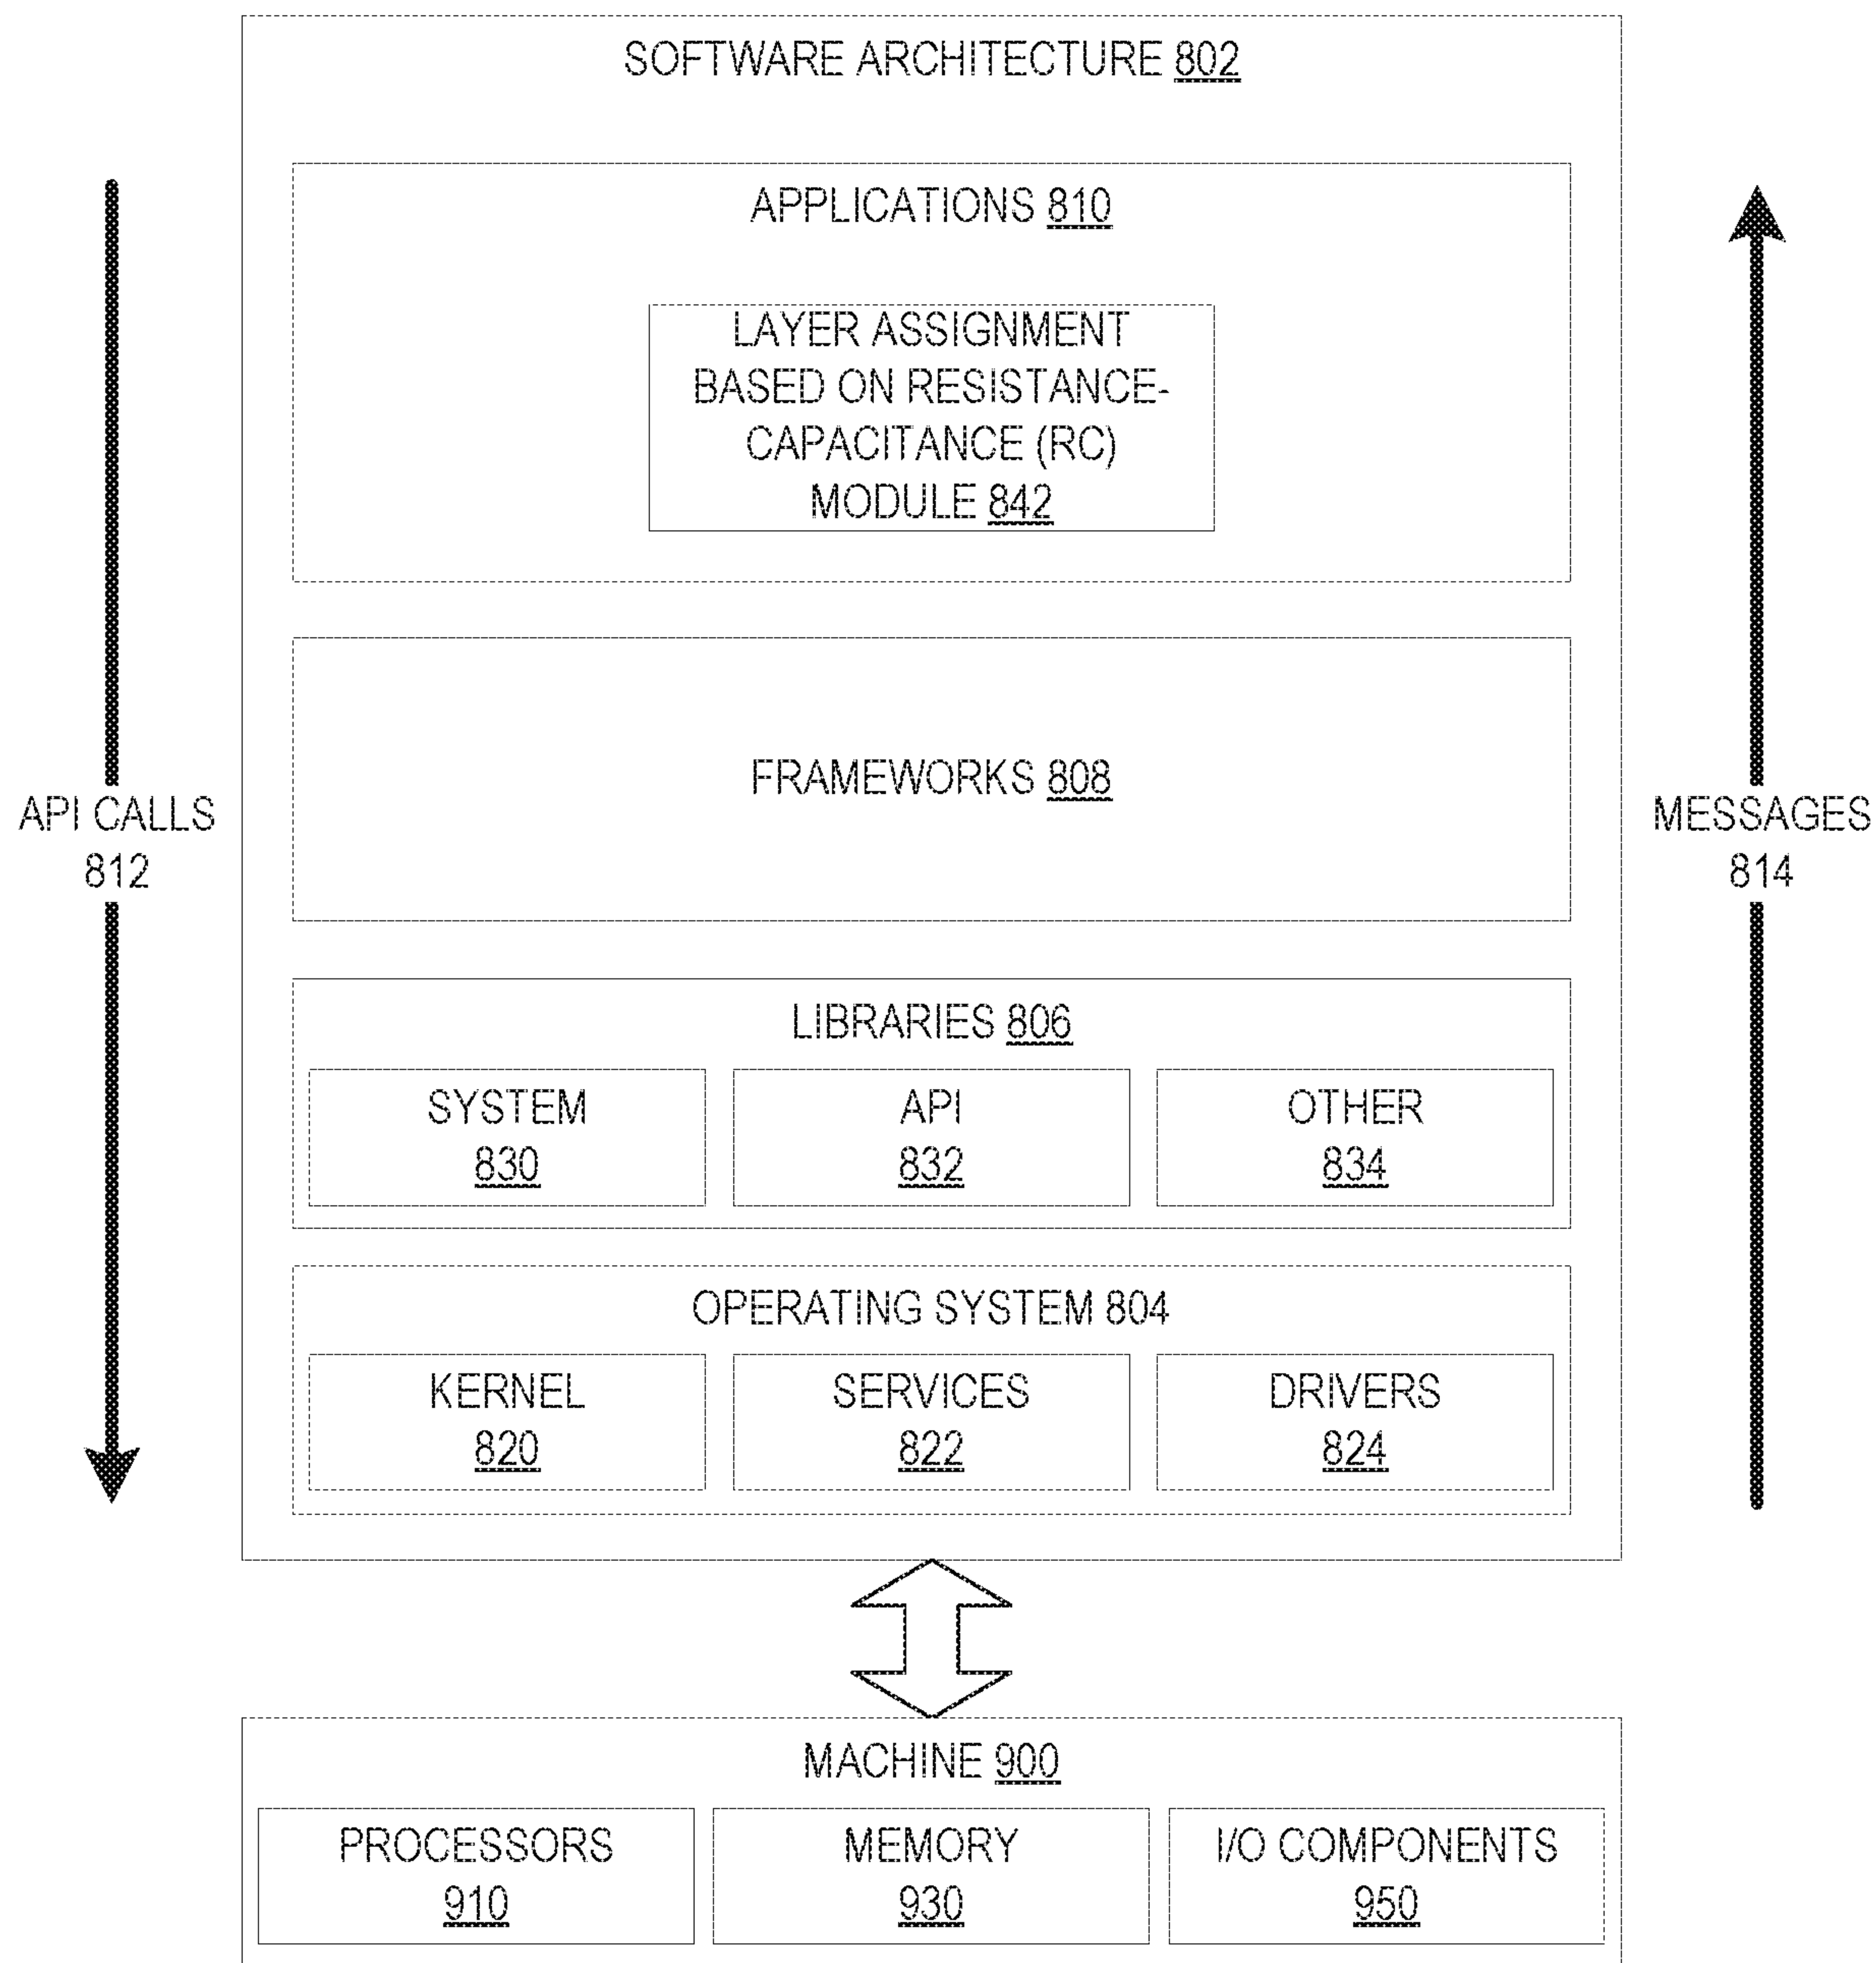 SOFTWARE ARCHITECTURE 802
APPLICATIONS 810
LAYER ASSIGNMENT
BASED ON RESISTANCE-
CAPACITANCE (RC)
MODULE 842
FRAMEWORKS 808
API CALLS
812
MESSAGES
814
LIBRARIES 806
SYSTEM
830
API
832
OTHER
834
OPERATING SYSTEM 804
KERNEL
820
SERVICES
822
DRIVERS
824
MACHINE 900
PROCESSORS
910
MEMORY
930
I/O COMPONENTS
950